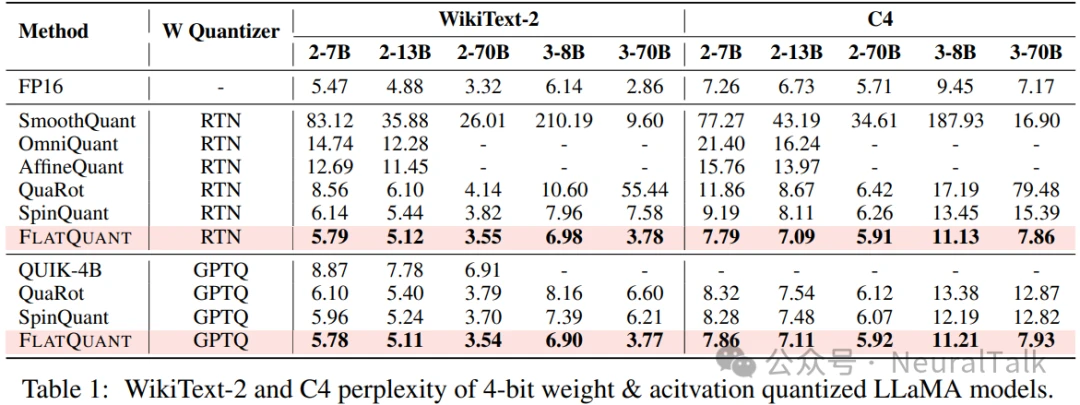 Method W Quantizer WikiText-2 C4
2-7B 2-13B 2-70B 3-8B 3-70B 2-7B 2-13B 2-70B 3-8B 3-70B
FP16 - 5.47 4.88 3.32 6.14 2.86 7.26 6.73 5.71 9.45 7.17
SmoothQuant RTN 83.12 35.88 26.01 210.19 9.60 77.27 43.19 34.61 187.93 16.90
OmniQuant RTN 14.74 12.28 - - - 21.40 16.24 - - -
AffineQuant RTN 12.69 11.45 - - - 15.76 13.97 - - -
QuaRot RTN 8.56 6.10 4.14 10.60 55.44 11.86 8.67 6.42 17.19 79.48
SpinQuant RTN 6.14 5.44 3.82 7.96 7.58 9.19 8.11 6.26 13.45 15.39
FLATQUANT RTN 5.79 5.12 3.55 6.98 3.78 7.79 7.09 5.91 11.13 7.86
QUIK-4B GPTQ 8.87 7.78 6.91 - - - - - - -
QuaRot GPTQ 6.10 5.40 3.79 8.16 6.60 8.32 7.54 6.12 13.38 12.87
SpinQuant GPTQ 5.96 5.24 3.70 7.39 6.21 8.28 7.48 6.07 12.19 12.82
FLATQUANT GPTQ 5.78 5.11 3.54 6.90 3.77 7.86 7.11 5.92 11.21 7.93
公众号 · NeuralTalk
Table 1: WikiText-2 and C4 perplexity of 4-bit weight & acitvation quantized LLaMA models.